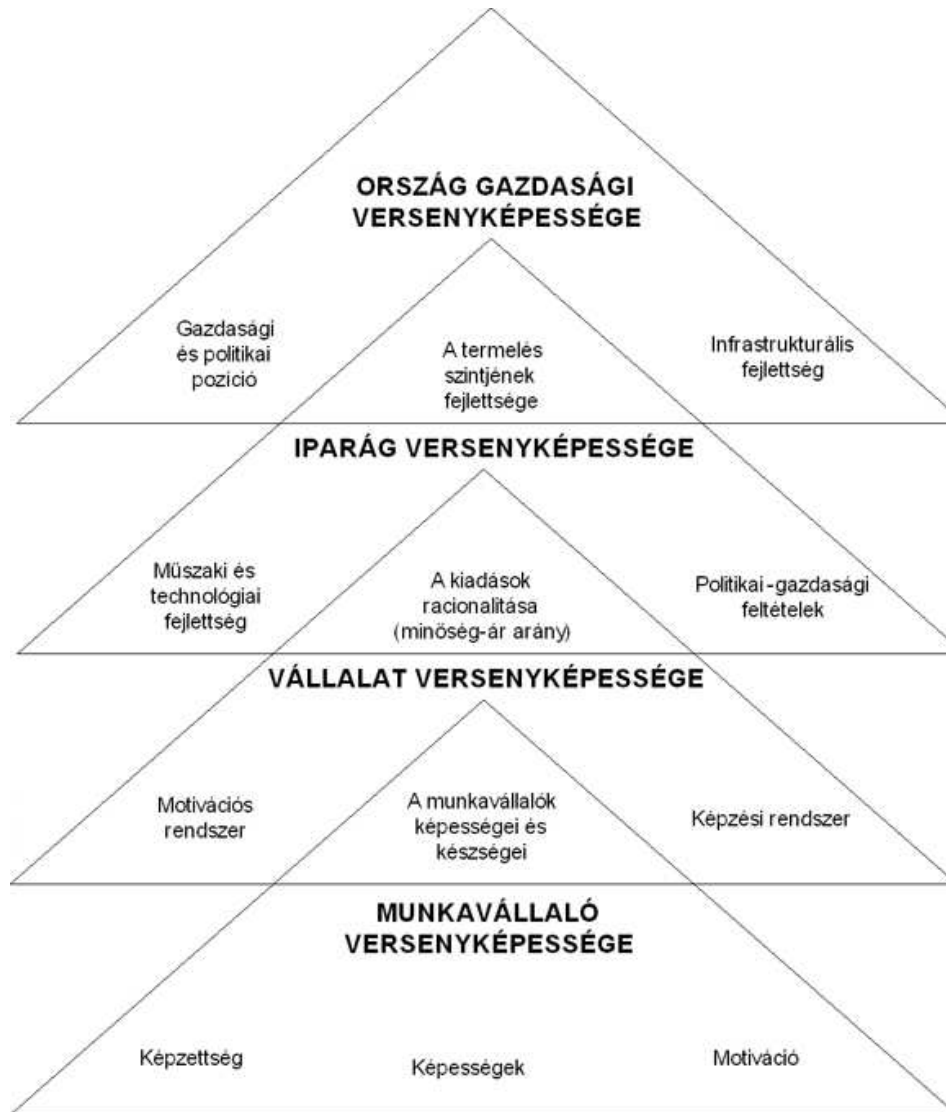 ORSZÁG GAZDASÁGI
VERSENYKÉPESSÉGE
Gazdasági
és politikai
pozíció
A termelés
szintjének
fejlettsége
Infrastrukturális
fejlettség
IPARÁG VERSENYKÉPESSÉGE
Műszaki és
technológiai
fejlettség
A kiadások
racionalitása
(minőség-ár arány)
Politikai-gazdasági
feltételek
VÁLLALAT VERSENYKÉPESSÉGE
Motivációs
rendszer
A munkavállalók
képességei és
készségei
Képzési rendszer
MUNKAVÁLLALÓ
VERSENYKÉPESSÉGE
Képzettség
Képességek
Motiváció